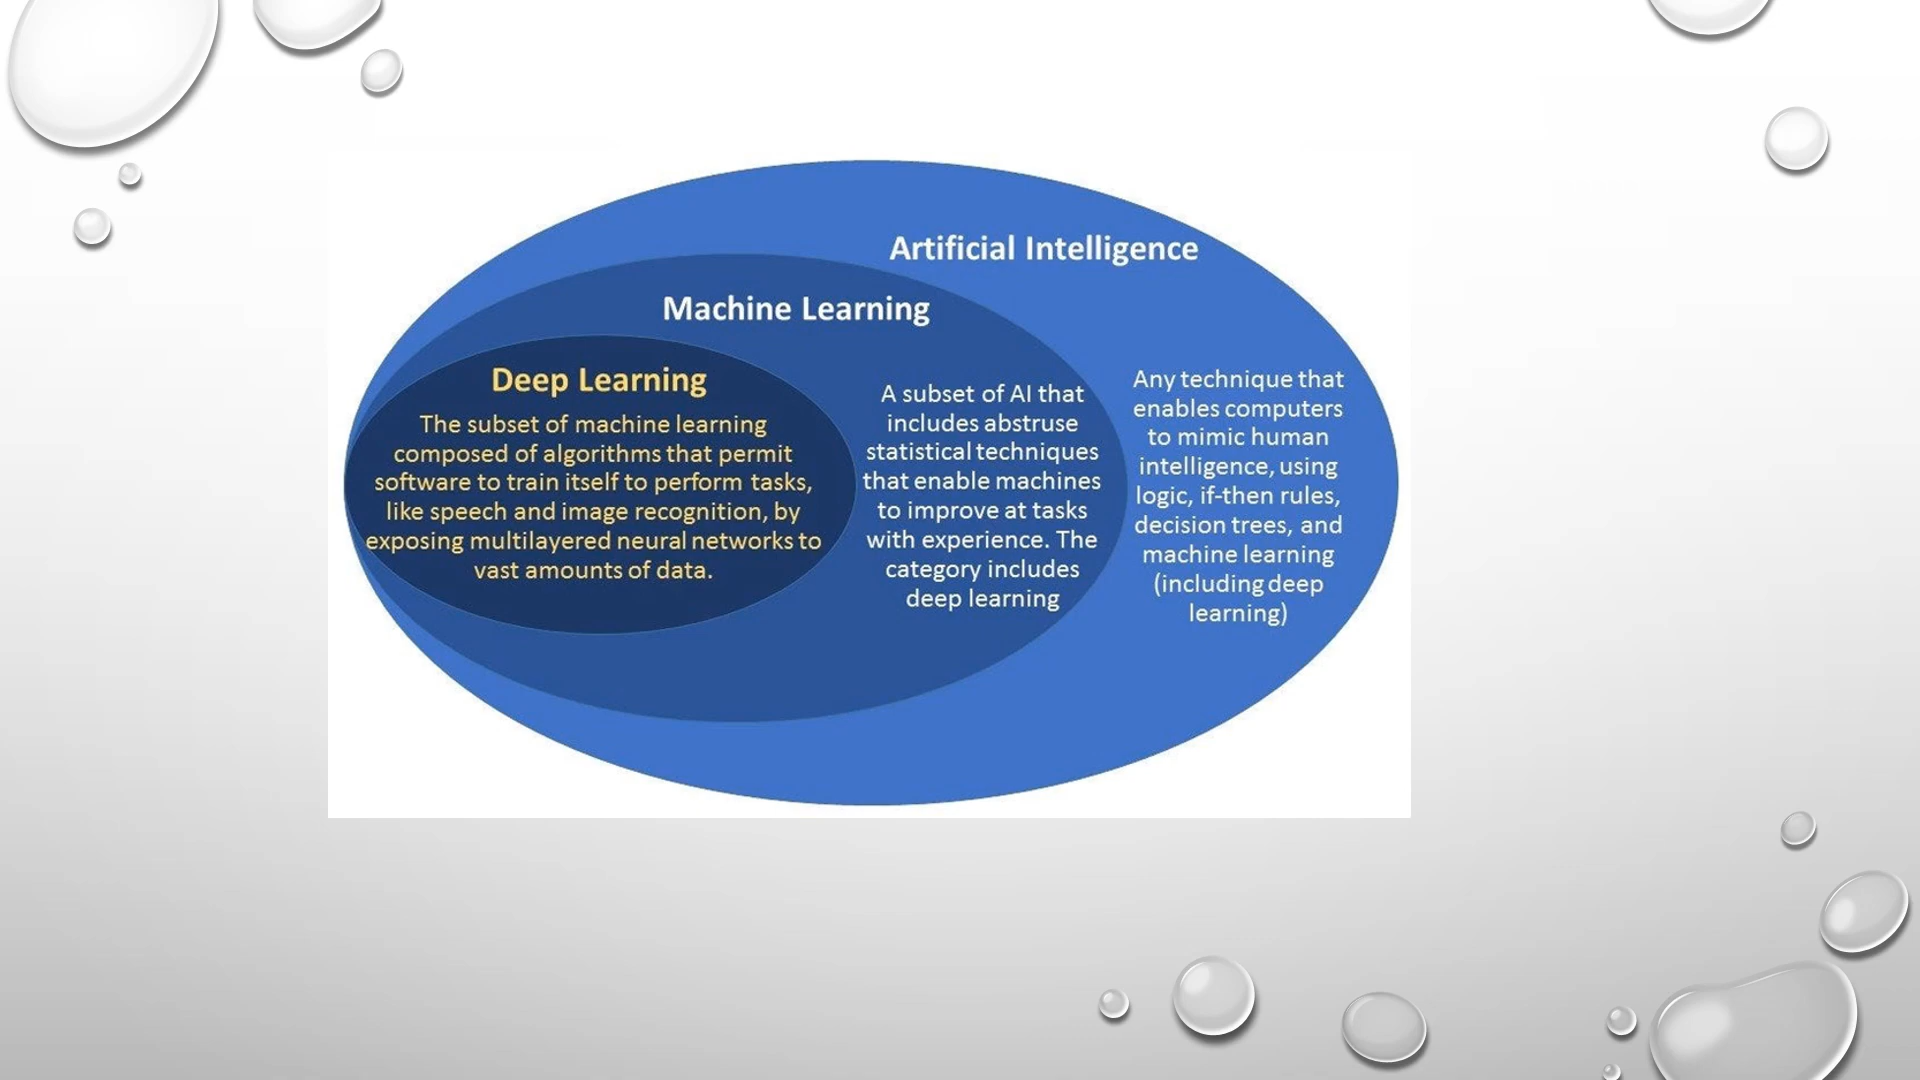 Artificial Intelligence
Machine Learning
Deep Learning
The subset of machine learning
composed of algorithms that permit
software to train itself to perform tasks,
like speech and image recognition, by
exposing multilayered neural networks to
vast amounts of data.
A subset of AI that
includes abstruse
statistical techniques
that enable machines
to improve at tasks
with experience. The
category includes
deep learning
Any technique that
enables computers
to mimic human
intelligence, using
logic, if-then rules,
decision trees, and
machine learning
(including deep
learning)